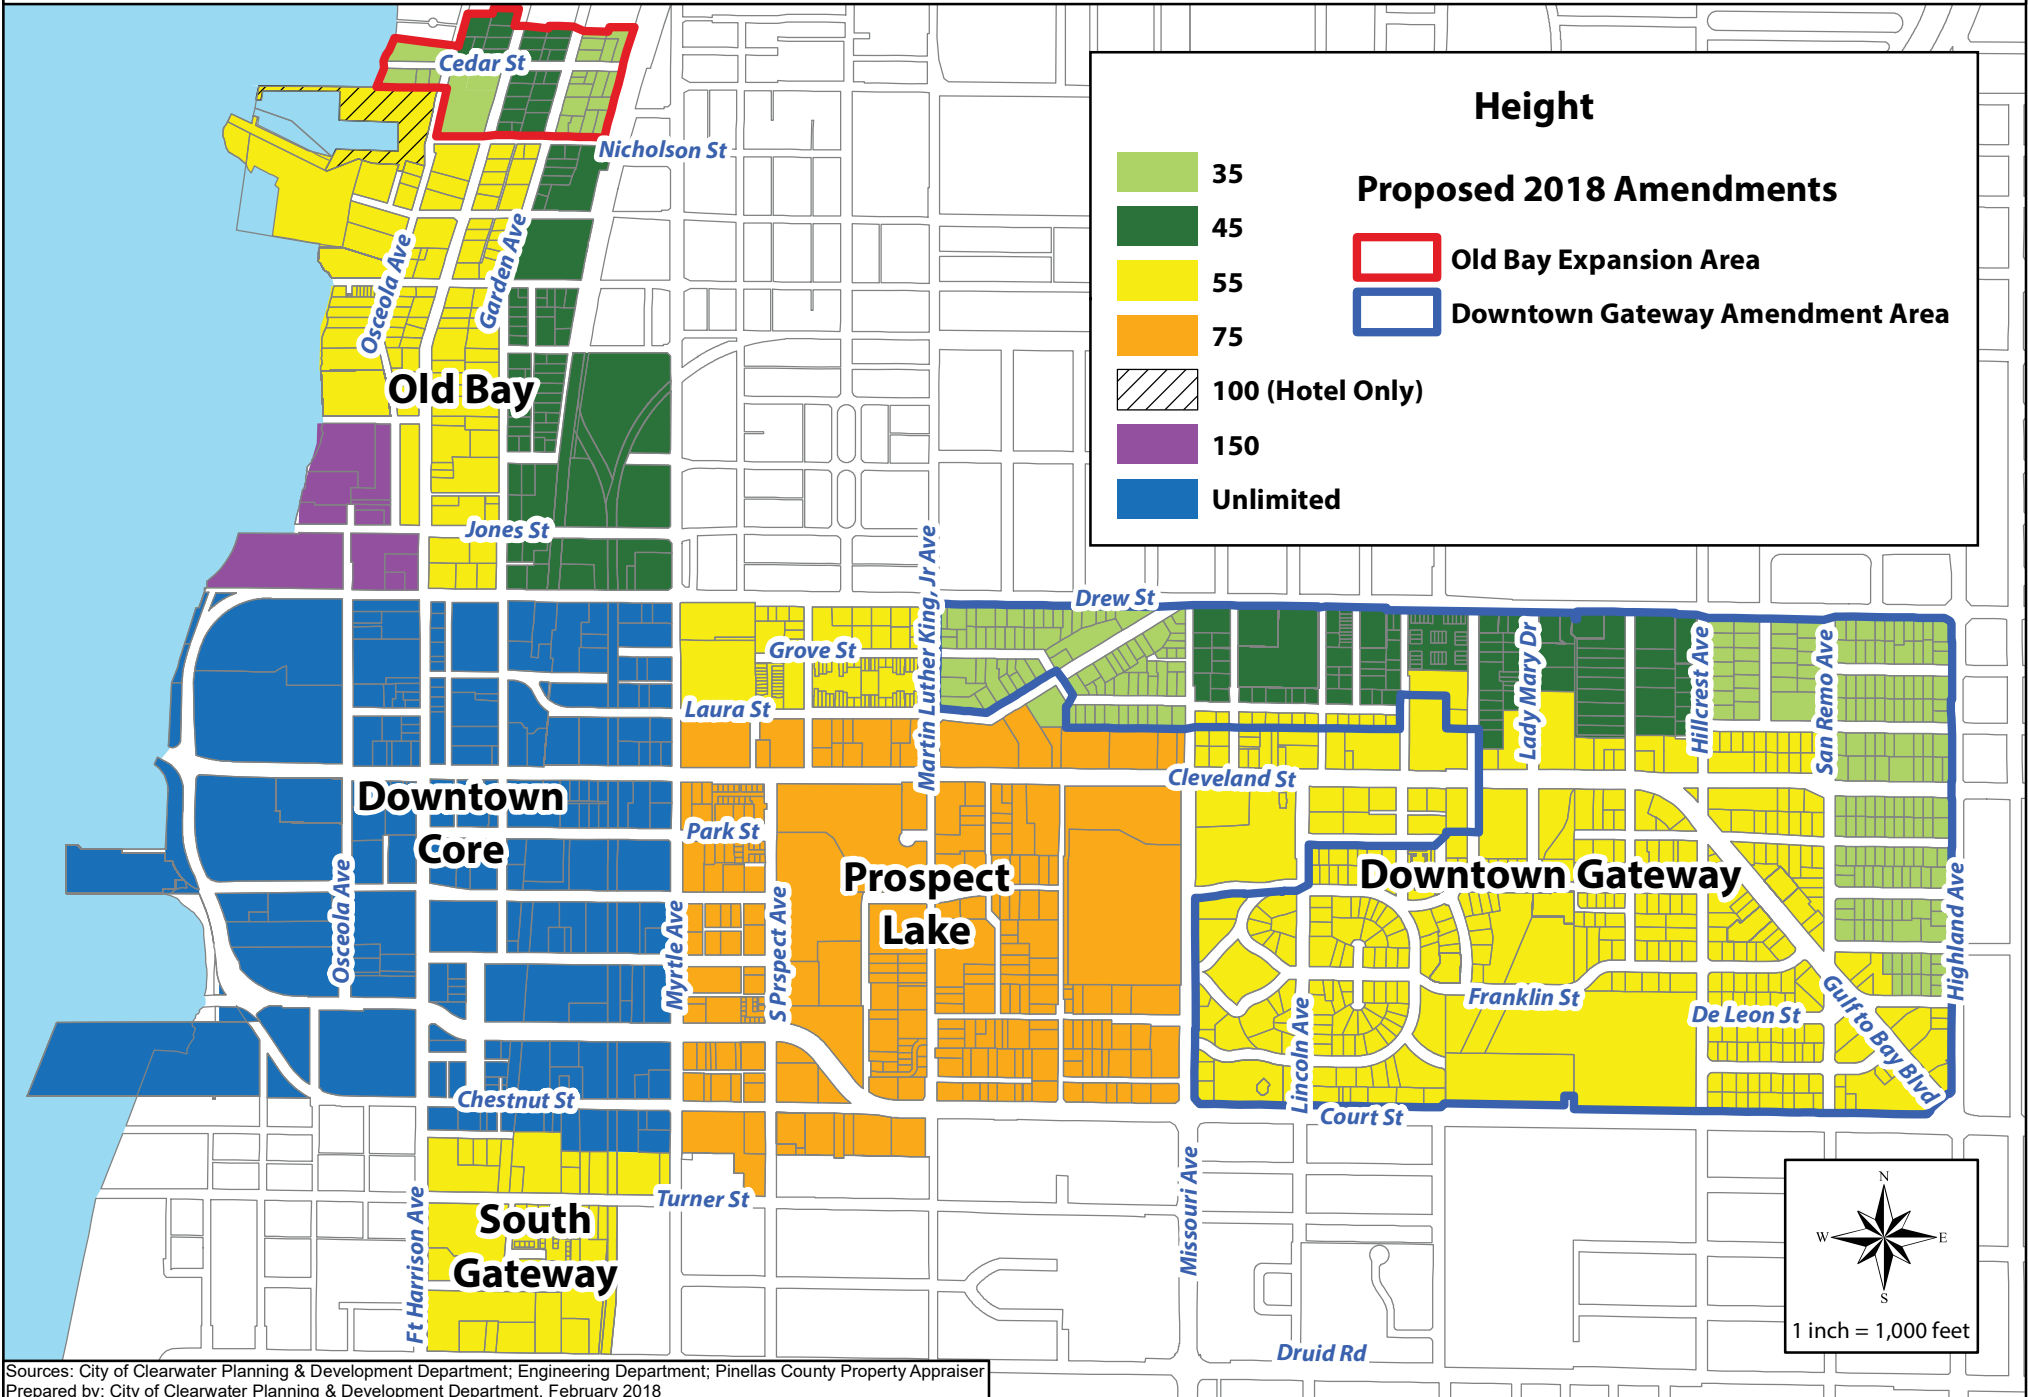 Cedar St
Nicholson St
Height
35
45
55
75
100 (Hotel Only)
150
Unlimited
Proposed 2018 Amendments
Old Bay Expansion Area
Downtown Gateway Amendment Area
Osceola Ave
Garden Ave
Old Bay
Jones St
Martin Luther King, Jr Ave
Drew St
Grove St
Laura St
Lady Mary Dr
Hillcrest Ave
San Remo Ave
Cleveland St
Downtown
Core
Park St
Prospect
Lake
Downtown Gateway
Osceola Ave
Myrtle Ave
S Prspect Ave
Highland Ave
Franklin St
De Leon St
Gulf to Bay Blvd
Lincoln Ave
Chestnut St
Court St
Missouri Ave
Turner St
Ft Harrison Ave
South
Gateway
Druid Rd
N
W
E
S
1 inch = 1,000 feet
Sources: City of Clearwater Planning & Development Department; Engineering Department; Pinellas County Property Appraiser
Prepared by: City of Clearwater Planning & Development Department, February 2018